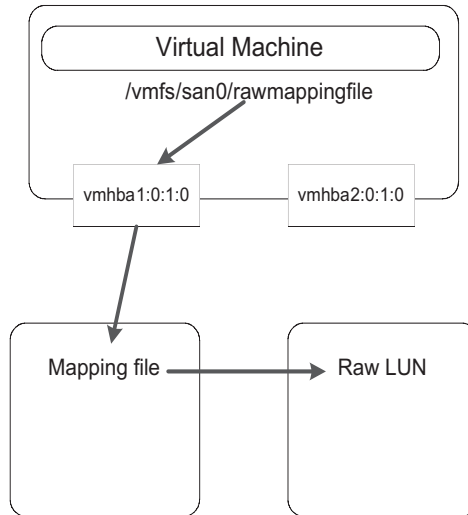 Virtual Machine
/vmfs/san0/rawmappingfile
vmhba1:0:1:0
vmhba2:0:1:0
Mapping file
Raw LUN